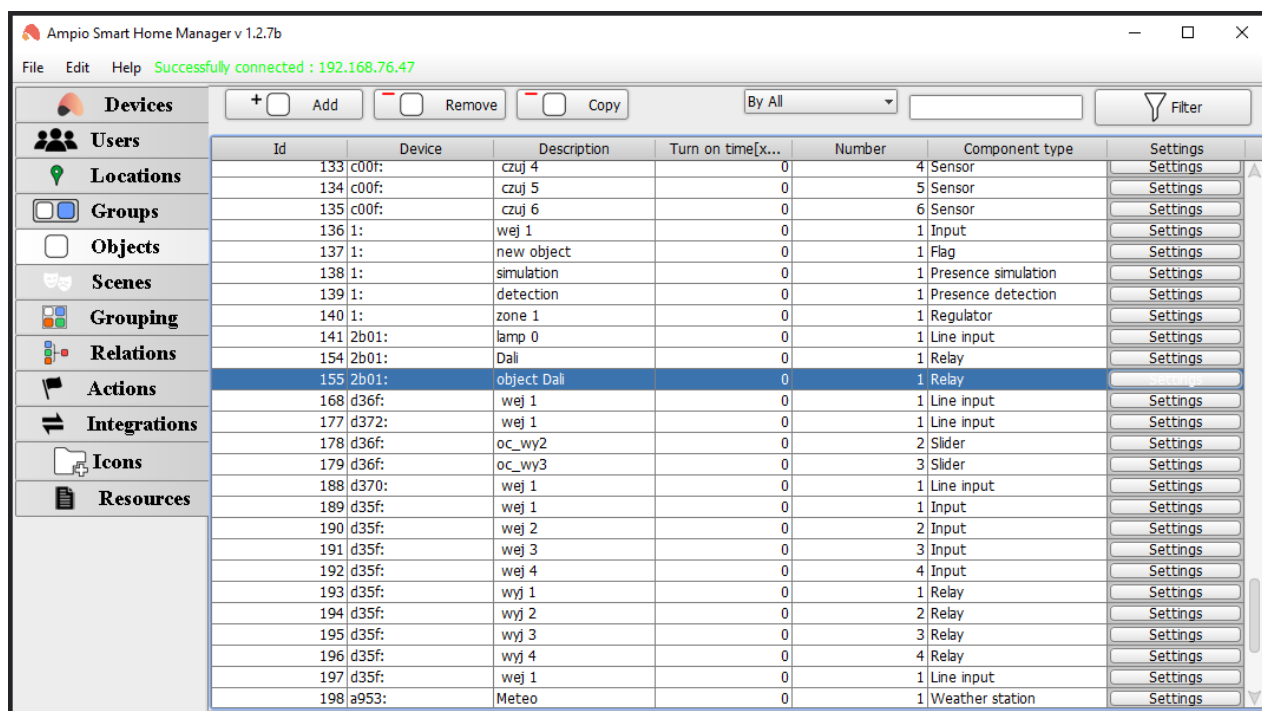 Ampio Smart Home Manager v 1.2.7b
File Edit Help Successfully connected : 192.168.76.47
Devices
Users
Locations
Groups
Objects
Scenes
Grouping
Relations
Actions
Integrations
Icons
Resources
+ Add Remove Copy By All Filter
Id Device Description Turn on time[x... Number Component type Settings
133 c00f: czuj 4 0 4 Sensor Settings
134 c00f: czuj 5 0 5 Sensor Settings
135 c00f: czuj 6 0 6 Sensor Settings
136 1: wej 1 0 1 Input Settings
137 1: new object 0 1 Flag Settings
138 1: simulation 0 1 Presence simulation Settings
139 1: detection 0 1 Presence detection Settings
140 1: zone 1 0 1 Regulator Settings
141 2b01: lamp 0 0 1 Line input Settings
154 2b01: Dali 0 1 Relay Settings
155 2b01: object Dali 0 1 Relay Settings
168 d36f: wej 1 0 1 Line input Settings
177 d372: wej 1 0 1 Line input Settings
178 d36f: oc_wy2 0 2 Slider Settings
179 d36f: oc_wy3 0 3 Slider Settings
188 d370: wej 1 0 1 Line input Settings
189 d35f: wej 1 0 1 Input Settings
190 d35f: wej 2 0 2 Input Settings
191 d35f: wej 3 0 3 Input Settings
192 d35f: wej 4 0 4 Input Settings
193 d35f: wyj 1 0 1 Relay Settings
194 d35f: wyj 2 0 2 Relay Settings
195 d35f: wyj 3 0 3 Relay Settings
196 d35f: wyj 4 0 4 Relay Settings
197 d35f: wej 1 0 1 Line input Settings
198 a953: Meteo 0 1 Weather station Settings